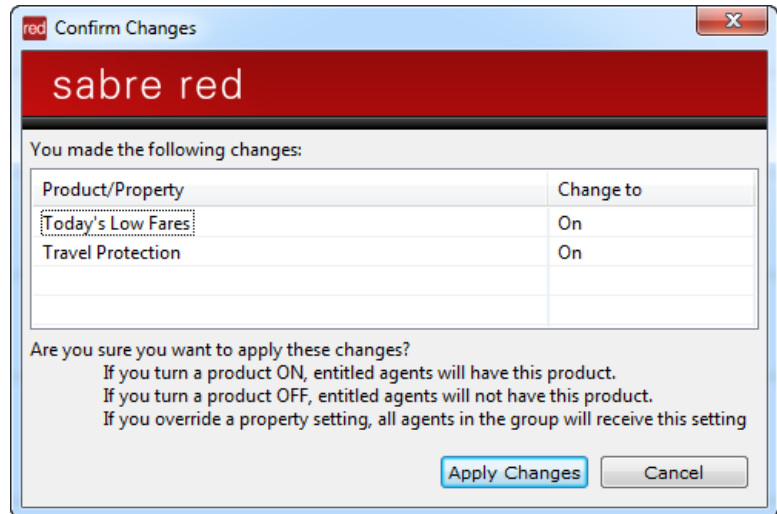 red Confirm Changes
sabre red
You made the following changes:
Product/Property Change to
Today's Low Fares On
Travel Protection On
Are you sure you want to apply these changes?
If you turn a product ON, entitled agents will have this product.
If you turn a product OFF, entitled agents will not have this product.
If you override a property setting, all agents in the group will receive this setting
Apply Changes Cancel